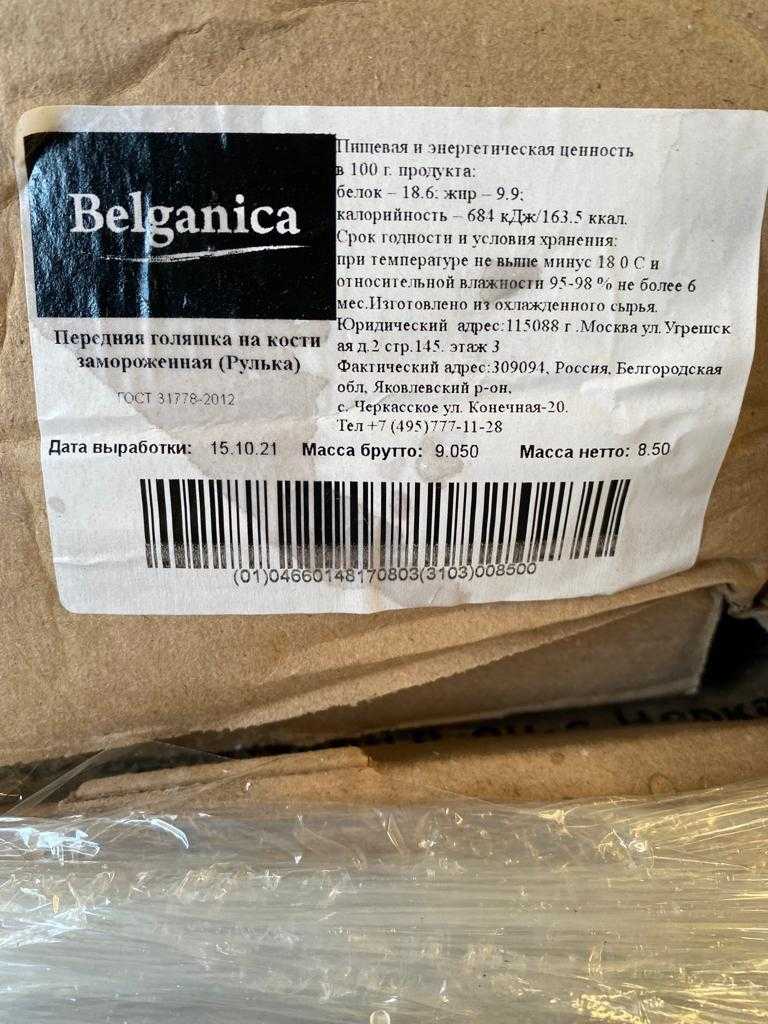 Belganica
Передняя голяшка на кости
замороженная (Рулька)
ГОСТ 31778-2012
Пищевая и энергетическая ценность
в 100 г. продукта:
белок – 18.6; жир – 9.9;
калорийность – 684 кДж/163.5 ккал.
Срок годности и условия хранения:
при температуре не выше минус 18 0 С и
относительной влажности 95-98 % не более 6
мес.Изготовлено из охлажденного сырья.
Юридический адрес:115088 г .Москва ул. Угрешск
ая д.2 стр.145. этаж 3
Фактический адрес:309094, Россия, Белгородская
обл, Яковлевский р-он,
с. Черкасское ул. Конечная-20.
Тел +7 (495)777-11-28
Дата выработки: 15.10.21 Масса брутто: 9.050 Масса нетто: 8.50
(01)04660148170803(3103)008500